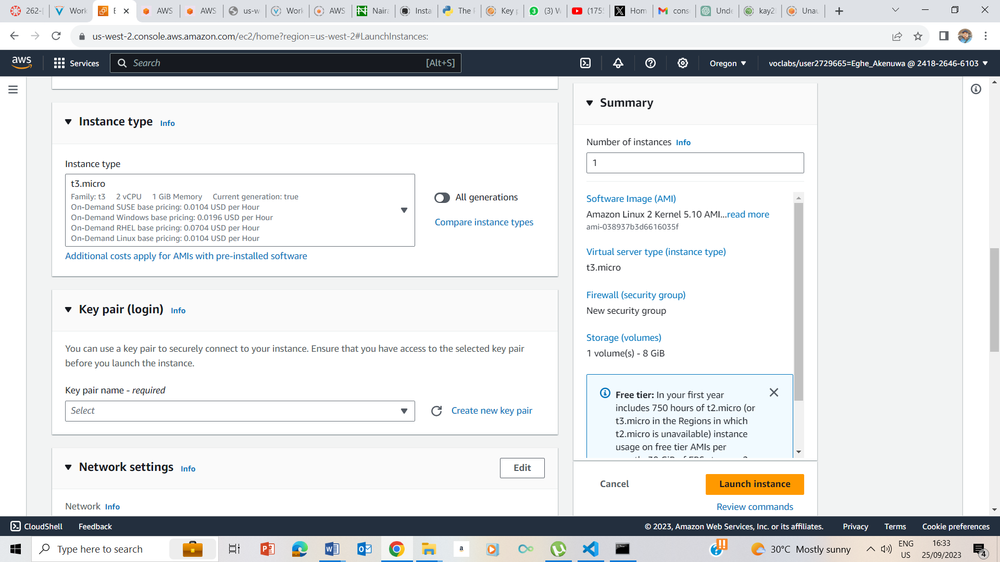 262-[
Work
E
AWS
AWS
us-w
Work
AWS
Naira
Insta
The P
Key p
(3) W
(175
Hom
cons
Unde
kay2
Unau
us-west-2.console.aws.amazon.com/ec2/home?region=us-west-2#LaunchInstances:
aws
Services
Search
[Alt+S]
Oregon
voclabs/user2729665=Eghe_Akenuwa @ 2418-2646-6103
Instance type Info
Instance type
t3.micro
Family: t3 2 vCPU 1 GiB Memory Current generation: true
On-Demand SUSE base pricing: 0.0104 USD per Hour
On-Demand Windows base pricing: 0.0196 USD per Hour
On-Demand RHEL base pricing: 0.0704 USD per Hour
On-Demand Linux base pricing: 0.0104 USD per Hour
Additional costs apply for AMIs with pre-installed software
All generations
Compare instance types
Key pair (login) Info
You can use a key pair to securely connect to your instance. Ensure that you have access to the selected key pair
before you launch the instance.
Key pair name - required
Select
Create new key pair
Network settings Info
Edit
Network Info
Summary
Number of instances Info
1
Software Image (AMI)
Amazon Linux 2 Kernel 5.10 AMI...read more
ami-038937b3d6616035f
Virtual server type (instance type)
t3.micro
Firewall (security group)
New security group
Storage (volumes)
1 volume(s) - 8 GiB
Free tier: In your first year
includes 750 hours of t2.micro (or
t3.micro in the Regions in which
t2.micro is unavailable) instance
usage on free tier AMIs per
Cancel
Launch instance
Review commands
CloudShell
Feedback
© 2023, Amazon Web Services, Inc. or its affiliates.
Privacy
Terms
Cookie preferences
Type here to search
30°C Mostly sunny
ENG
US
16:33
25/09/2023
4